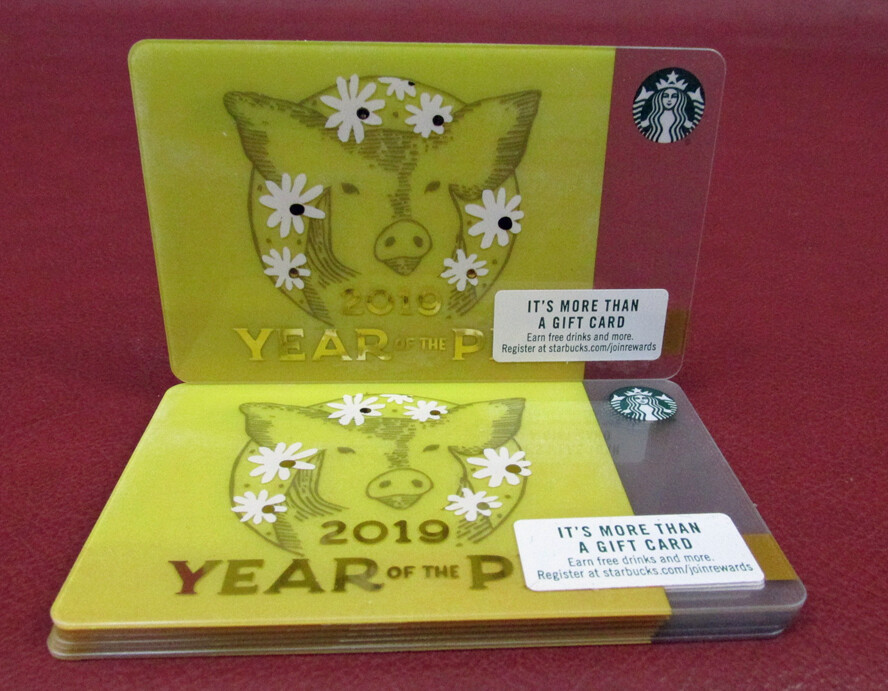 2019
YEAR OF THE P
IT'S MORE THAN
A GIFT CARD
Earn free drinks and more.
Register at starbucks.com/joinrewards
2019
YEAR OF THE P
IT'S MORE THAN
A GIFT CARD
Earn free drinks and more.
Register at starbucks.com/joinrewards